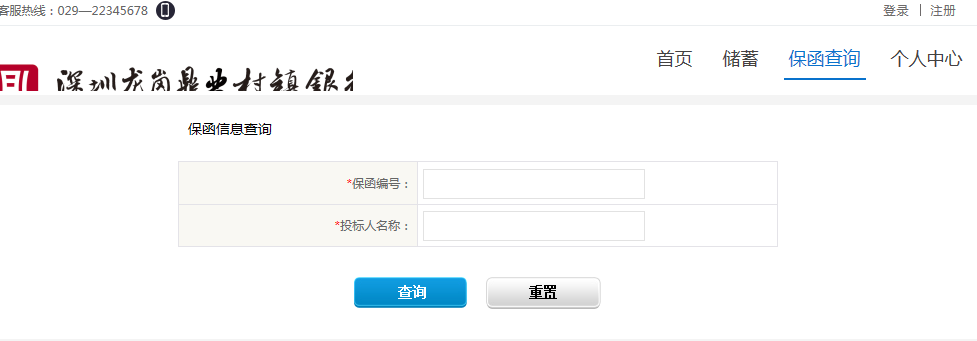 客服热线：029—22345678
登录 | 注册
深圳龙岗鼎业村镇銀行
首页 储蓄 保函查询 个人中心
保函信息查询
*保函编号：
*投标人名称：
查询 重置